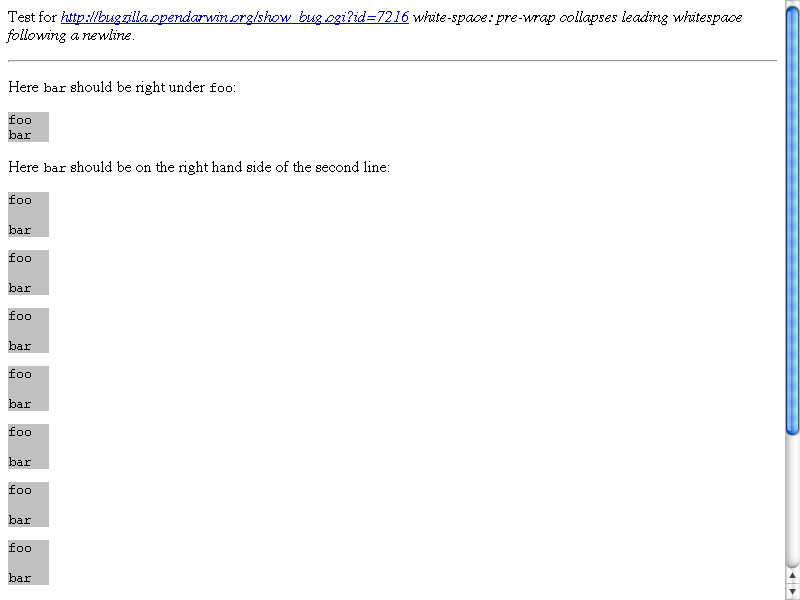 Test for http://bugzilla.opendarwin.org/show_bug.cgi?id=7216 white-space: pre-wrap collapses leading whitespace
following a newline.
Here bar should be right under foo:
foo
bar
Here bar should be on the right hand side of the second line:
foo
bar
foo
bar
foo
bar
foo
bar
foo
bar
foo
bar
foo
bar